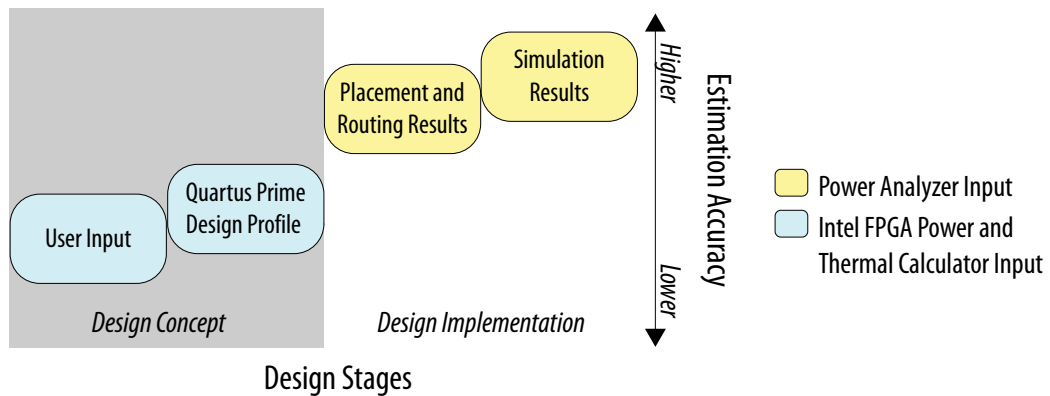 User Input
Quartus Prime
Design Profile
Placement and
Routing Results
Simulation
Results
Design Concept
Design Implementation
Design Stages
Higher
Lower
Estimation Accuracy
Power Analyzer Input
Intel FPGA Power and
Thermal Calculator Input